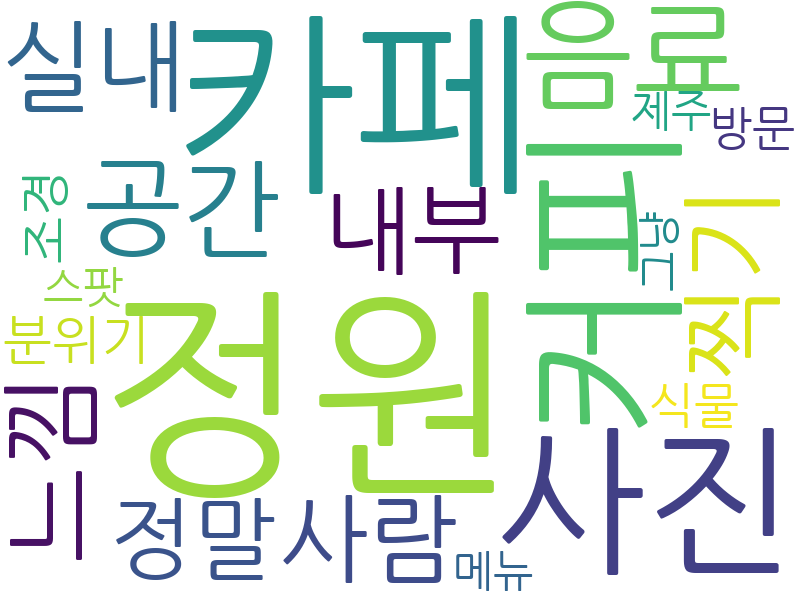 실내
카페
음료
제주
방문
조경
공간
내부
커피
그냥
찍기
스팟
분위기
정원
식물
느낌
사진
정말
사람
메뉴